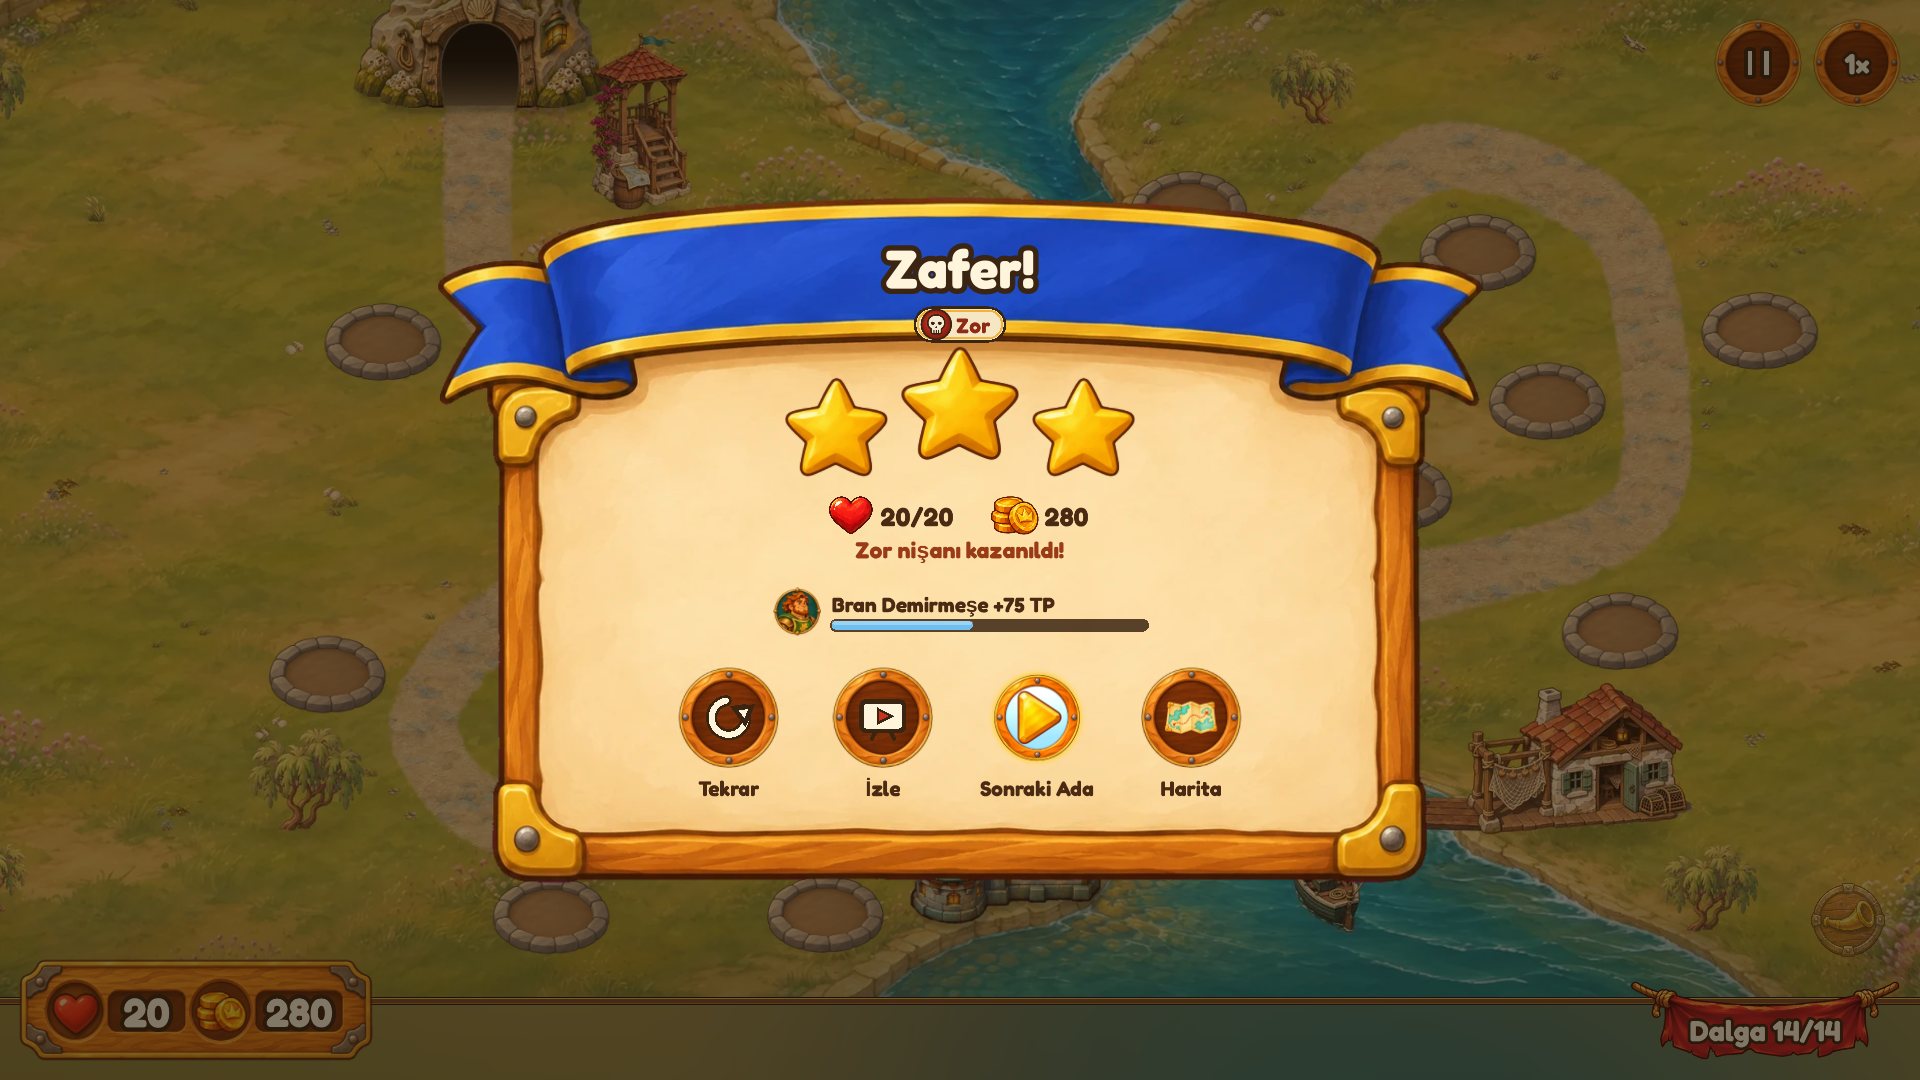 1x
Zafer!
Zor
20/20 280
Zor nişanı kazanıldı!
Bran Demirmeşe +75 TP
Tekrar İzle Sonraki Ada Harita
20 280
Dalga 14/14